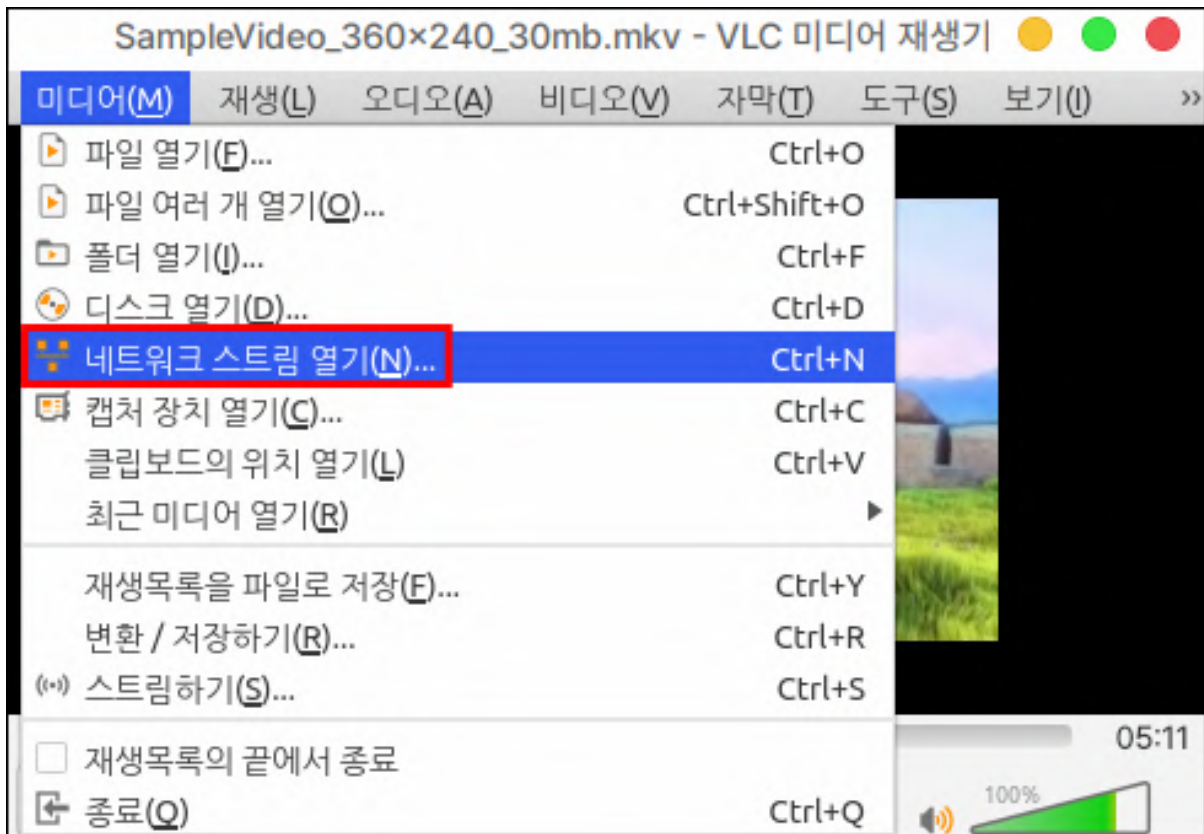 SampleVideo_360×240_30mb.mkv - VLC 미디어 재생기
미디어(M) 재생(L) 오디오(A) 비디오(V) 자막(T) 도구(S) 보기(I) »
파일 열기(F)... Ctrl+O
파일 여러 개 열기(O)... Ctrl+Shift+O
폴더 열기(I)... Ctrl+F
디스크 열기(D)... Ctrl+D
네트워크 스트림 열기(N)... Ctrl+N
캡처 장치 열기(C)... Ctrl+C
클립보드의 위치 열기(L) Ctrl+V
최근 미디어 열기(R)
재생목록을 파일로 저장(F)... Ctrl+Y
변환 / 저장하기(R)... Ctrl+R
스트림하기(S)... Ctrl+S
05:11
재생목록의 끝에서 종료
100%
종료(Q) Ctrl+Q